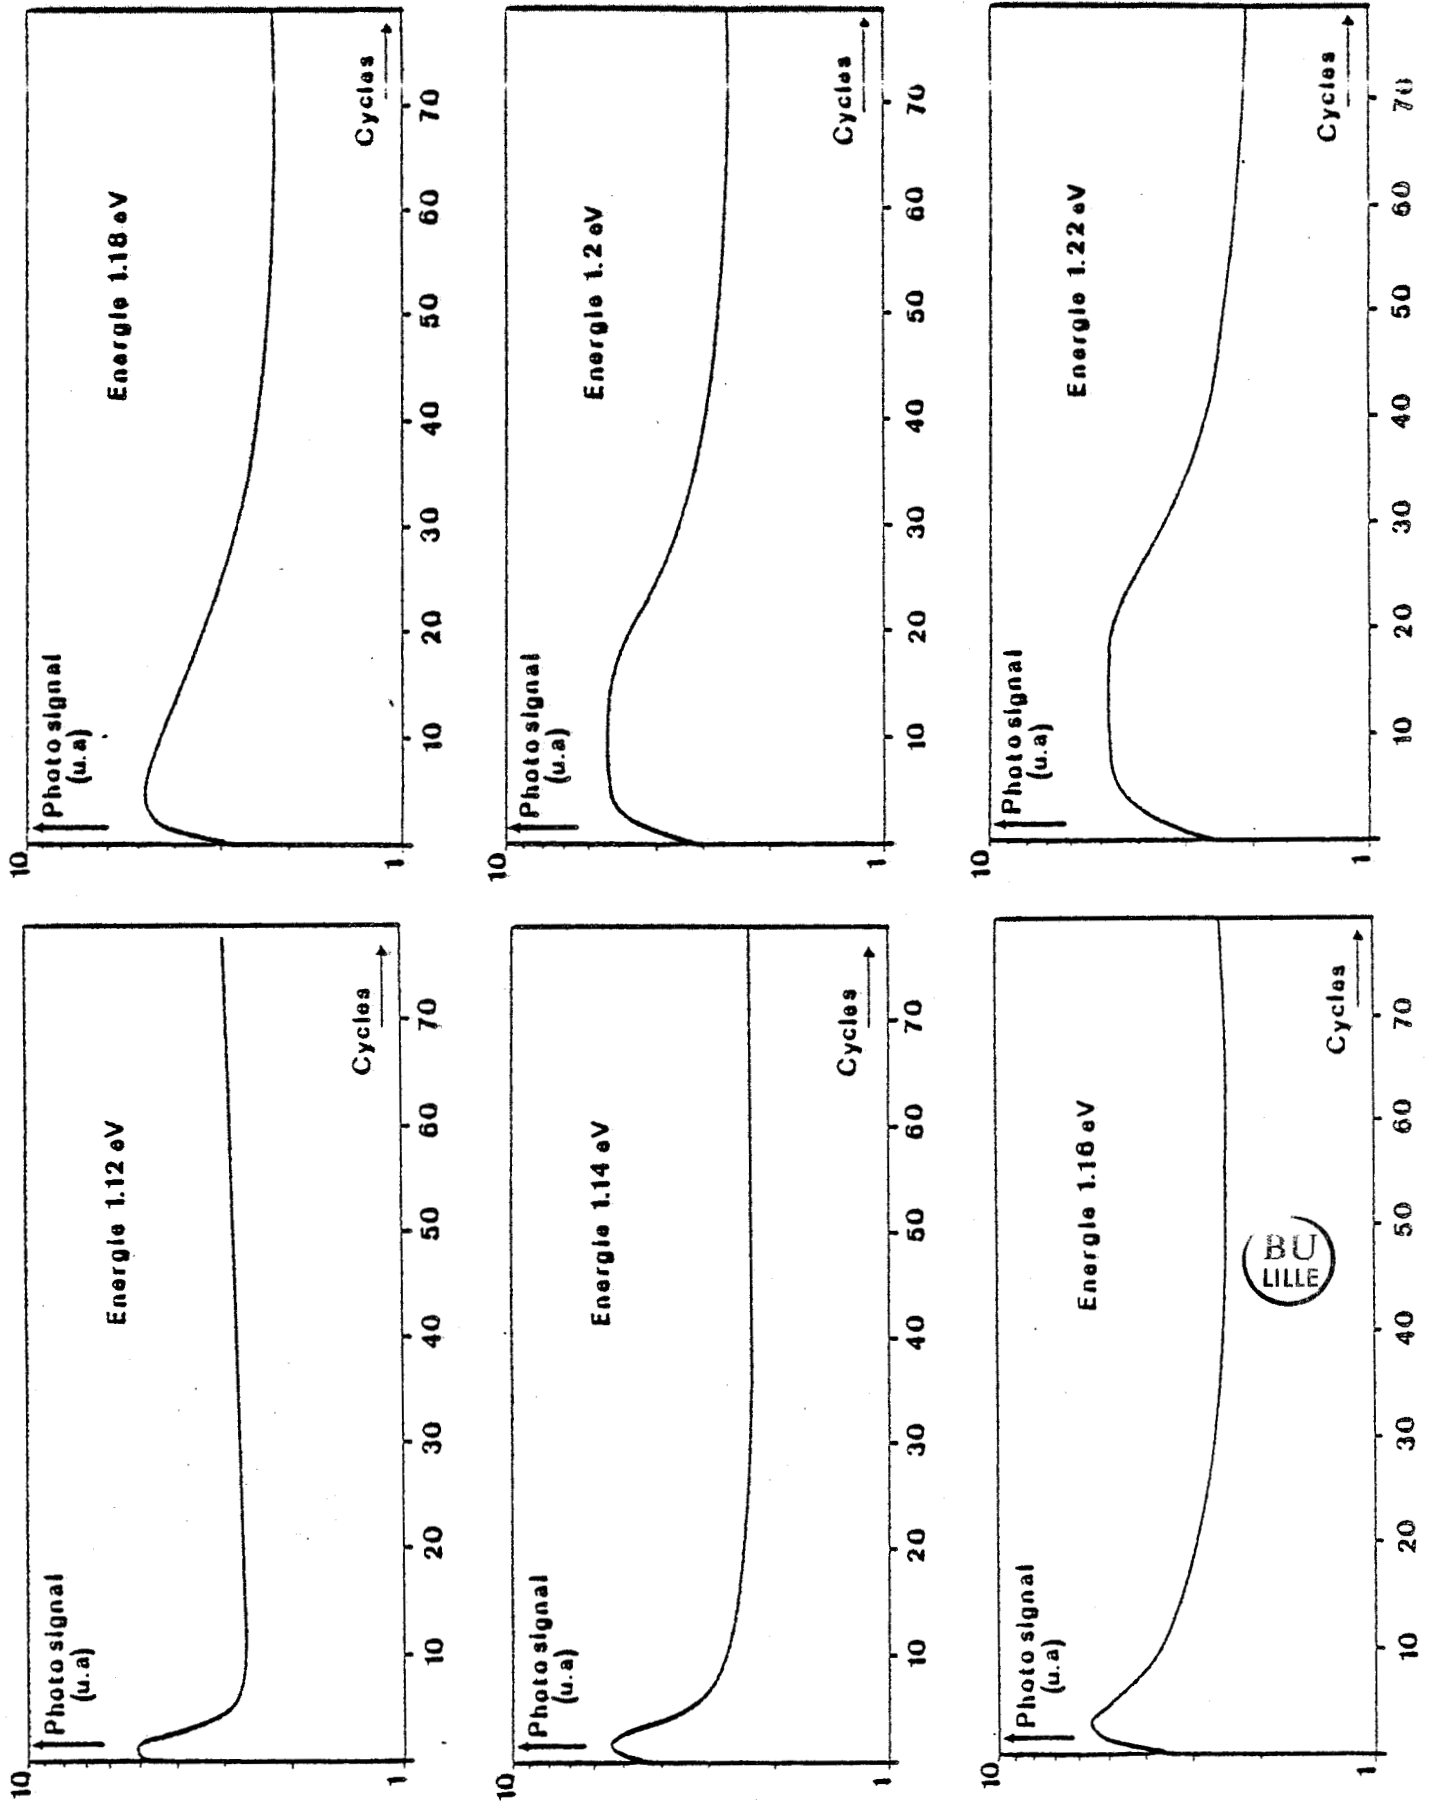 10
Photo signal
(u.a)
Energie 1.12 eV
Cycles
1
10 20 30 40 50 60 70
10
Photo signal
(u.a)
Energie 1.18 eV
Cycles
1
10 20 30 40 50 60 70
10
Photo signal
(u.a)
Energie 1.14 eV
Cycles
1
10 20 30 40 50 60 70
10
Photo signal
(u.a)
Energie 1.2 eV
Cycles
1
10 20 30 40 50 60 70
10
Photo signal
(u.a)
Energie 1.16 eV
Cycles
1
10 20 30 40 50 60 70
BU
LILLE
10
Photo signal
(u.a)
Energie 1.22 eV
Cycles
1
10 20 30 40 50 60 70